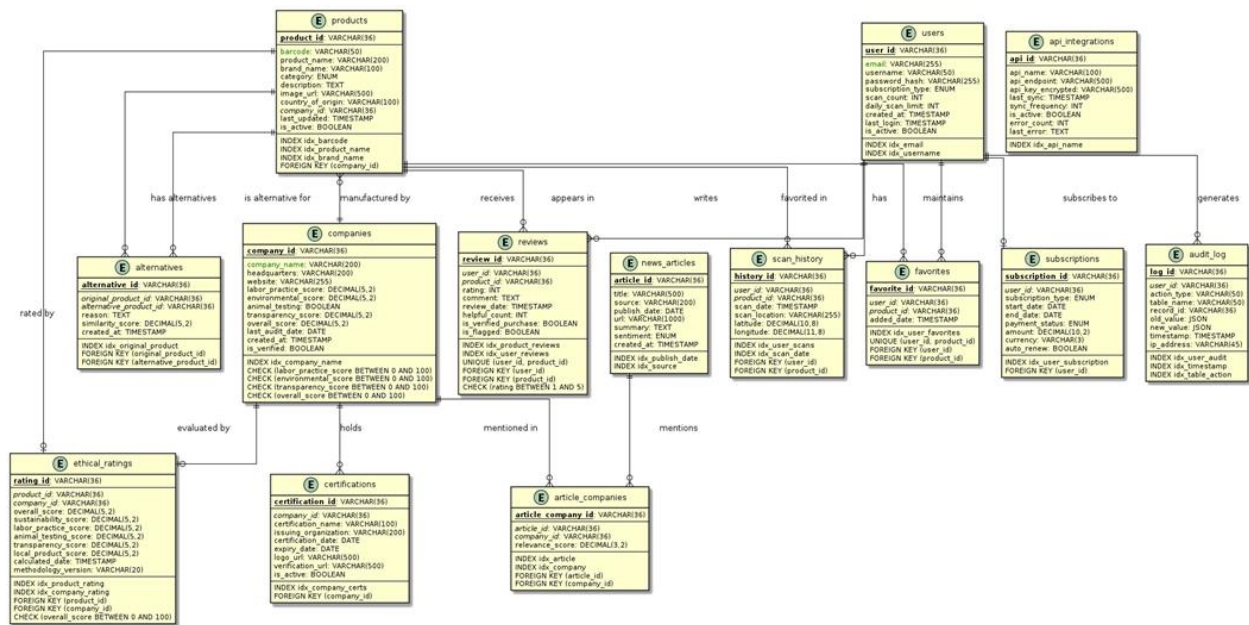 E products
product_id: VARCHAR(36)
barcode: VARCHAR(50)
product_name: VARCHAR(200)
brand_name: VARCHAR(100)
category: ENUM
description: TEXT
image_url: VARCHAR(500)
country_of_origin: VARCHAR(100)
company_id: VARCHAR(36)
last_updated: TIMESTAMP
is_active: BOOLEAN
INDEX idx_barcode
INDEX idx_product_name
INDEX idx_brand_name
FOREIGN KEY (company_id)
E users
user_id: VARCHAR(36)
email: VARCHAR(255)
username: VARCHAR(50)
password_hash: VARCHAR(255)
subscription_type: ENUM
scan_count: INT
daily_scan_limit: INT
created_at: TIMESTAMP
last_login: TIMESTAMP
is_active: BOOLEAN
INDEX idx_email
INDEX idx_username
E api_integrations
api_id: VARCHAR(36)
api_name: VARCHAR(100)
api_endpoint: VARCHAR(500)
api_key_encrypted: VARCHAR(500)
last_sync: TIMESTAMP
sync_frequency: INT
is_active: BOOLEAN
error_count: INT
last_error: TEXT
INDEX idx_api_name
has alternatives
is alternative for
manufactured by
receives
appears in
writes
favorited in
has
maintains
subscribes to
generates
E alternatives
alternative_id: VARCHAR(36)
original_product_id: VARCHAR(36)
alternative_product_id: VARCHAR(36)
reason: TEXT
similarity_score: DECIMAL(5,2)
created_at: TIMESTAMP
INDEX idx_original_product
FOREIGN KEY (original_product_id)
FOREIGN KEY (alternative_product_id)
E companies
company_id: VARCHAR(36)
company_name: VARCHAR(200)
headquarters: VARCHAR(200)
website: VARCHAR(255)
labor_practice_score: DECIMAL(5,2)
environmental_score: DECIMAL(5,2)
animal_testing: BOOLEAN
transparency_score: DECIMAL(5,2)
overall_score: DECIMAL(5,2)
last_audit_date: DATE
created_at: TIMESTAMP
is_verified: BOOLEAN
INDEX idx_company_name
CHECK (labor_practice_score BETWEEN 0 AND 100)
CHECK (environmental_score BETWEEN 0 AND 100)
CHECK (transparency_score BETWEEN 0 AND 100)
CHECK (overall_score BETWEEN 0 AND 100)
E reviews
review_id: VARCHAR(36)
user_id: VARCHAR(36)
product_id: VARCHAR(36)
rating: INT
comment: TEXT
review_date: TIMESTAMP
helpful_count: INT
is_verified_purchase: BOOLEAN
is_flagged: BOOLEAN
INDEX idx_product_reviews
INDEX idx_user_reviews
UNIQUE (user_id, product_id)
FOREIGN KEY (user_id)
FOREIGN KEY (product_id)
CHECK (rating BETWEEN 1 AND 5)
E news_articles
article_id: VARCHAR(36)
title: VARCHAR(500)
source: VARCHAR(200)
publish_date: DATE
url: VARCHAR(1000)
summary: TEXT
sentiment: ENUM
created_at: TIMESTAMP
INDEX idx_publish_date
INDEX idx_source
E scan_history
history_id: VARCHAR(36)
user_id: VARCHAR(36)
product_id: VARCHAR(36)
scan_date: TIMESTAMP
scan_location: VARCHAR(255)
latitude: DECIMAL(10,8)
longitude: DECIMAL(11,8)
INDEX idx_user_scans
INDEX idx_scan_date
FOREIGN KEY (user_id)
FOREIGN KEY (product_id)
E favorites
favorite_id: VARCHAR(36)
user_id: VARCHAR(36)
product_id: VARCHAR(36)
added_date: TIMESTAMP
INDEX idx_user_favorites
UNIQUE (user_id, product_id)
FOREIGN KEY (user_id)
FOREIGN KEY (product_id)
E subscriptions
subscription_id: VARCHAR(36)
user_id: VARCHAR(36)
subscription_type: ENUM
start_date: DATE
end_date: DATE
payment_status: ENUM
amount: DECIMAL(10,2)
currency: VARCHAR(3)
auto_renew: BOOLEAN
INDEX idx_user_subscription
FOREIGN KEY (user_id)
E audit_log
log_id: VARCHAR(36)
user_id: VARCHAR(36)
action_type: VARCHAR(50)
table_name: VARCHAR(50)
record_id: VARCHAR(36)
old_value: JSON
new_value: JSON
timestamp: TIMESTAMP
ip_address: VARCHAR(45)
INDEX idx_user_audit
INDEX idx_timestamp
INDEX idx_table_action
rated by
evaluated by
holds
mentioned in
mentions
E ethical_ratings
rating_id: VARCHAR(36)
product_id: VARCHAR(36)
company_id: VARCHAR(36)
overall_score: DECIMAL(5,2)
sustainability_score: DECIMAL(5,2)
labor_practice_score: DECIMAL(5,2)
animal_testing_score: DECIMAL(5,2)
transparency_score: DECIMAL(5,2)
local_product_score: DECIMAL(5,2)
calculated_date: TIMESTAMP
methodology_version: VARCHAR(20)
INDEX idx_product_rating
INDEX idx_company_rating
FOREIGN KEY (product_id)
FOREIGN KEY (company_id)
CHECK (overall_score BETWEEN 0 AND 100)
E certifications
certification_id: VARCHAR(36)
company_id: VARCHAR(36)
certification_name: VARCHAR(100)
issuing_organization: VARCHAR(200)
certification_date: DATE
expiry_date: DATE
logo_url: VARCHAR(500)
verification_url: VARCHAR(500)
is_active: BOOLEAN
INDEX idx_company_certs
FOREIGN KEY (company_id)
E article_companies
article_company_id: VARCHAR(36)
article_id: VARCHAR(36)
company_id: VARCHAR(36)
relevance_score: DECIMAL(3,2)
INDEX idx_article
INDEX idx_company
FOREIGN KEY (article_id)
FOREIGN KEY (company_id)